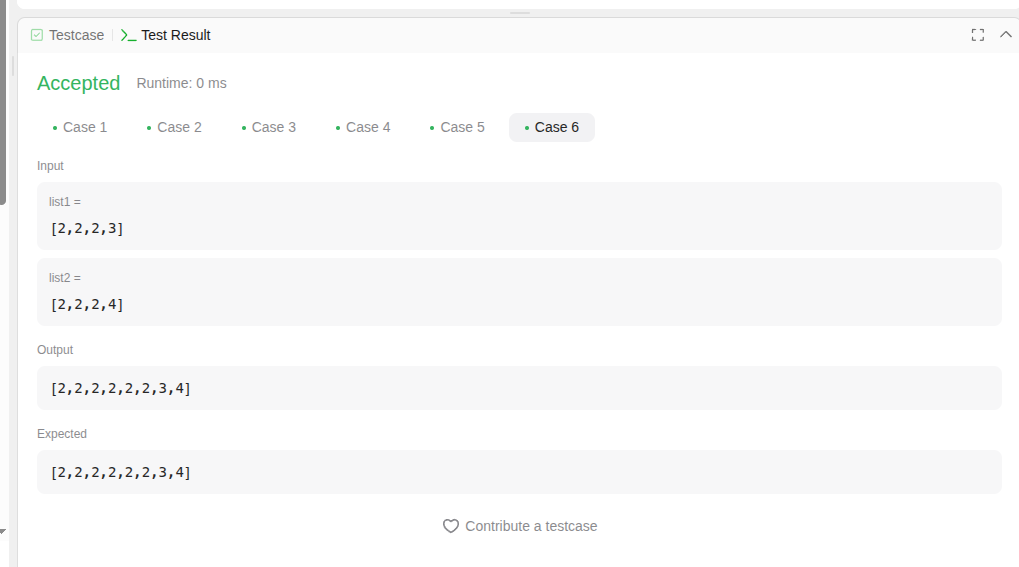 Testcase Test Result
Accepted Runtime: 0 ms
Case 1 Case 2 Case 3 Case 4 Case 5 Case 6
Input
list1 =
[2,2,2,3]
list2 =
[2,2,2,4]
Output
[2,2,2,2,2,2,3,4]
Expected
[2,2,2,2,2,2,3,4]
Contribute a testcase